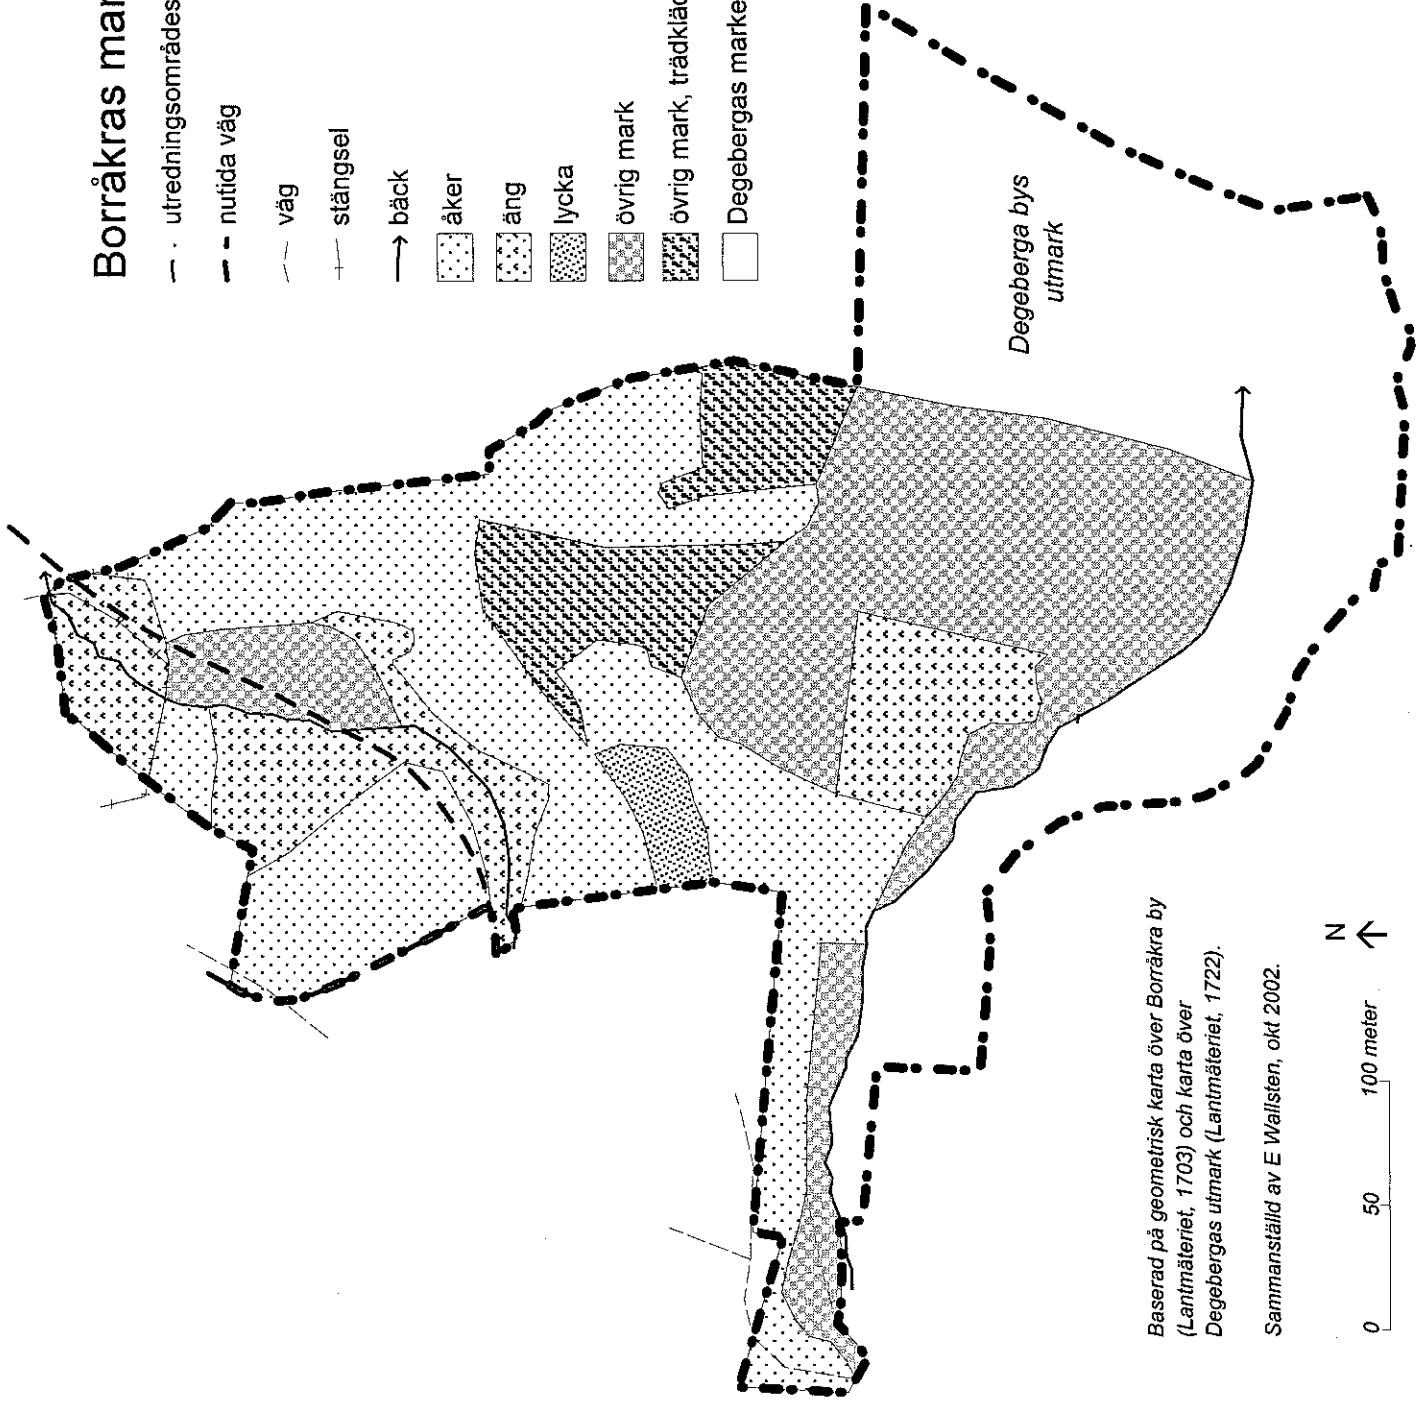 Borråkras mar
utredningsområdes
nutida väg
väg
stängsel
bäck
åker
äng
lycka
övrig mark
övrig mark, trädkläd
Degebergas marke
Degeberga bys
utmark
Baserad på geometrisk karta över Borråkra by
(Lantmäteriet, 1703) och karta över
Degebergas utmark (Lantmäteriet, 1722).
Sammanställd av E Wallsten, okt 2002.
N
0 50 100 meter